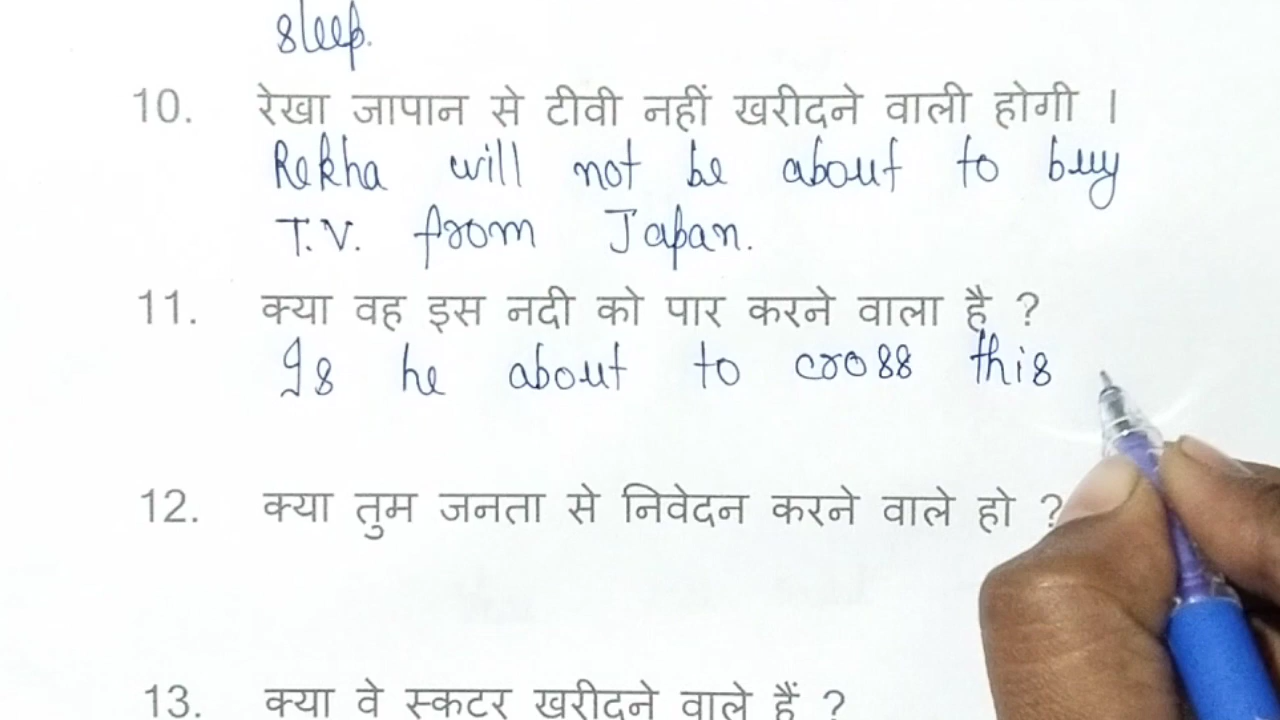 sleep.
10. रेखा जापान से टीवी नहीं खरीदने वाली होगी ।
Rekha will not be about to buy
T.V. from Japan.
11. क्या वह इस नदी को पार करने वाला है ?
Is he about to cross this
12. क्या तुम जनता से निवेदन करने वाले हो ?
13. क्या वे स्कूटर खरीदने वाले हैं ?